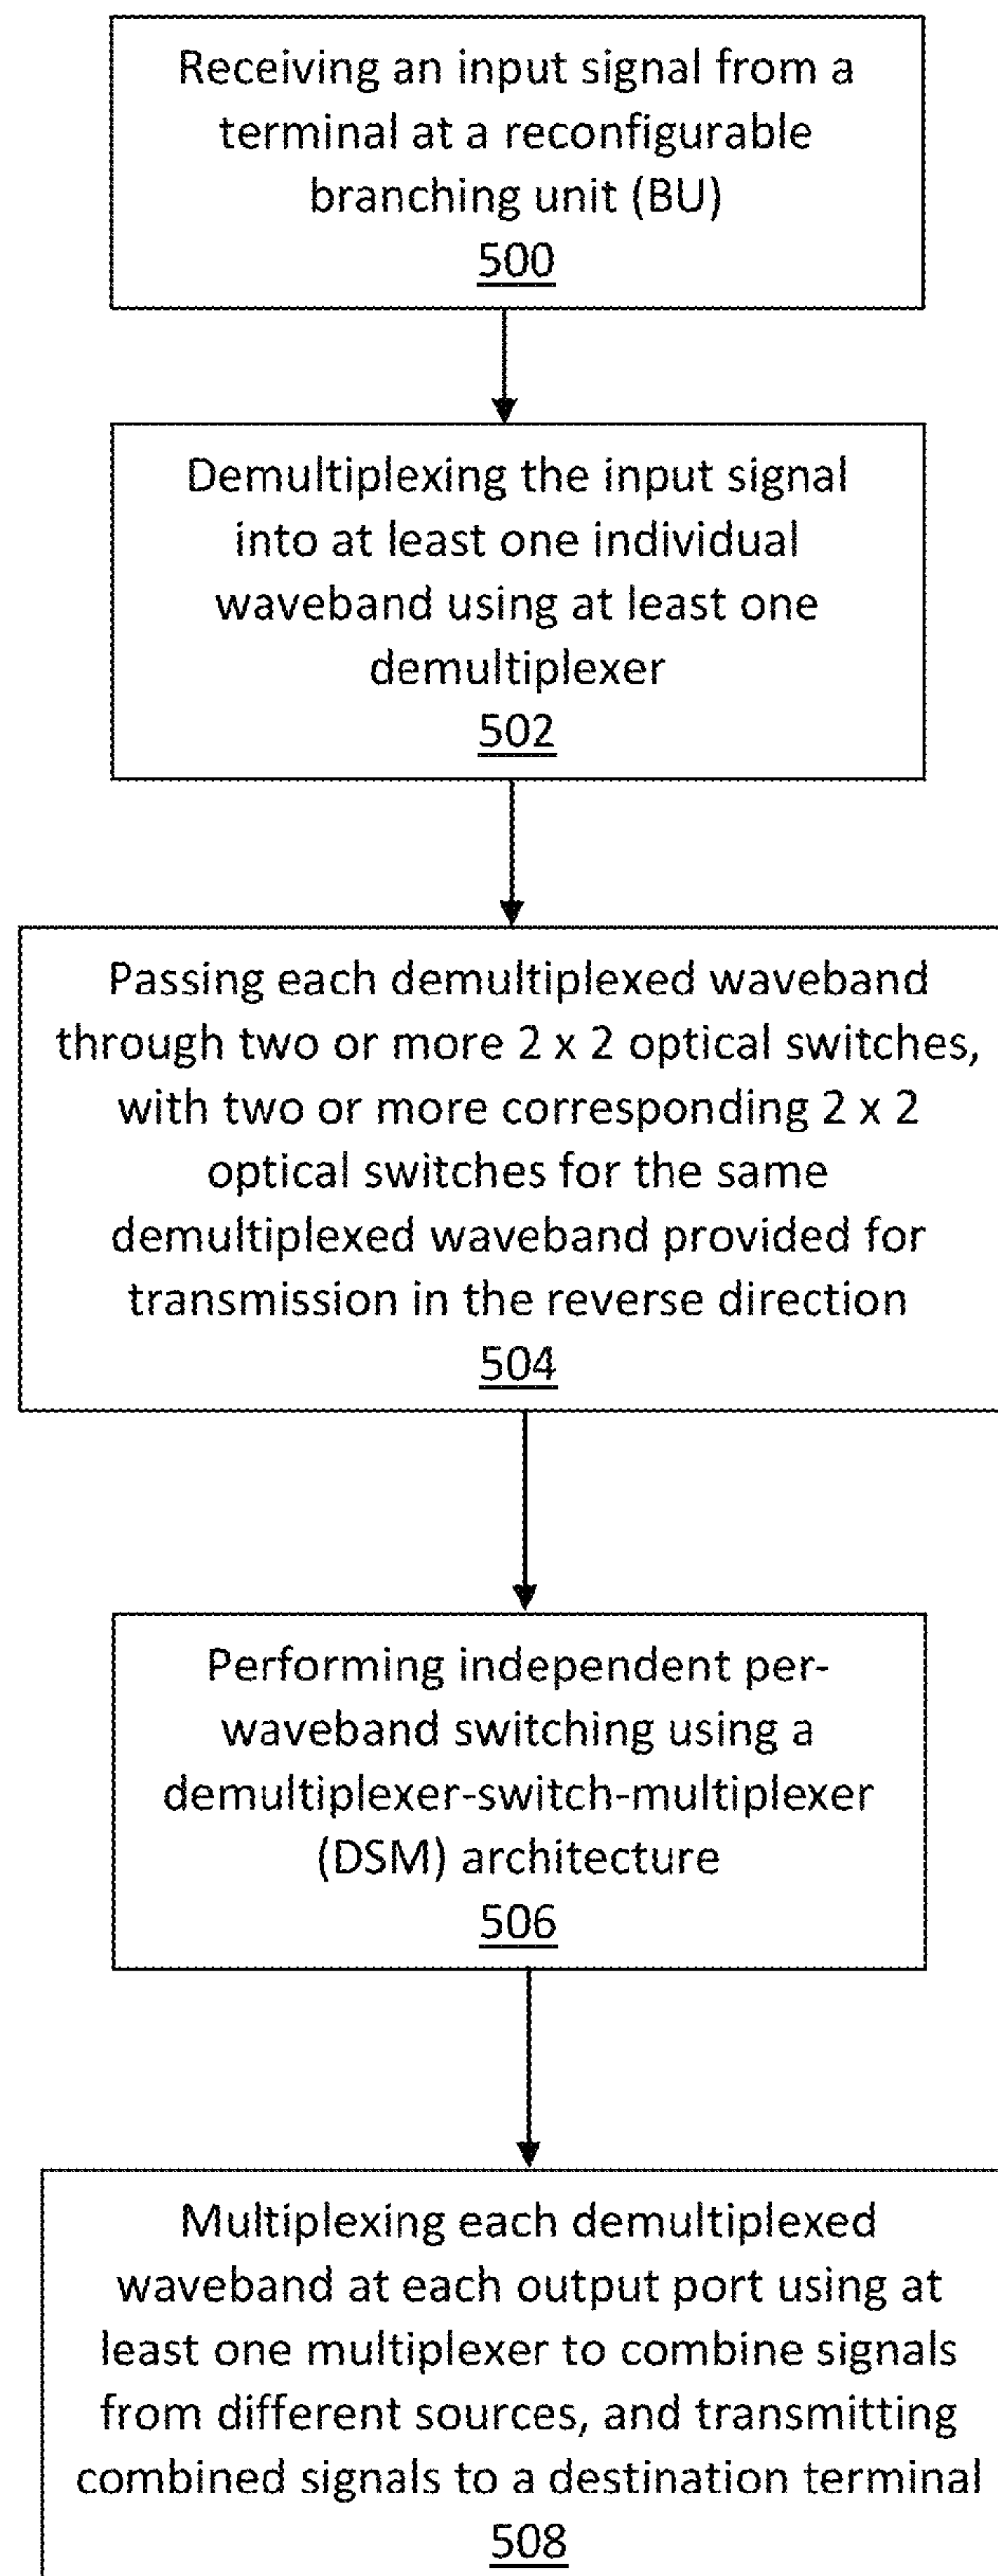 Receiving an input signal from a
terminal at a reconfigurable
branching unit (BU)
500
Demultiplexing the input signal
into at least one individual
waveband using at least one
demultiplexer
502
Passing each demultiplexed waveband
through two or more 2 x 2 optical switches,
with two or more corresponding 2 x 2
optical switches for the same
demultiplexed waveband provided for
transmission in the reverse direction
504
Performing independent per-
waveband switching using a
demultiplexer-switch-multiplexer
(DSM) architecture
506
Multiplexing each demultiplexed
waveband at each output port using at
least one multiplexer to combine signals
from different sources, and transmitting
combined signals to a destination terminal
508